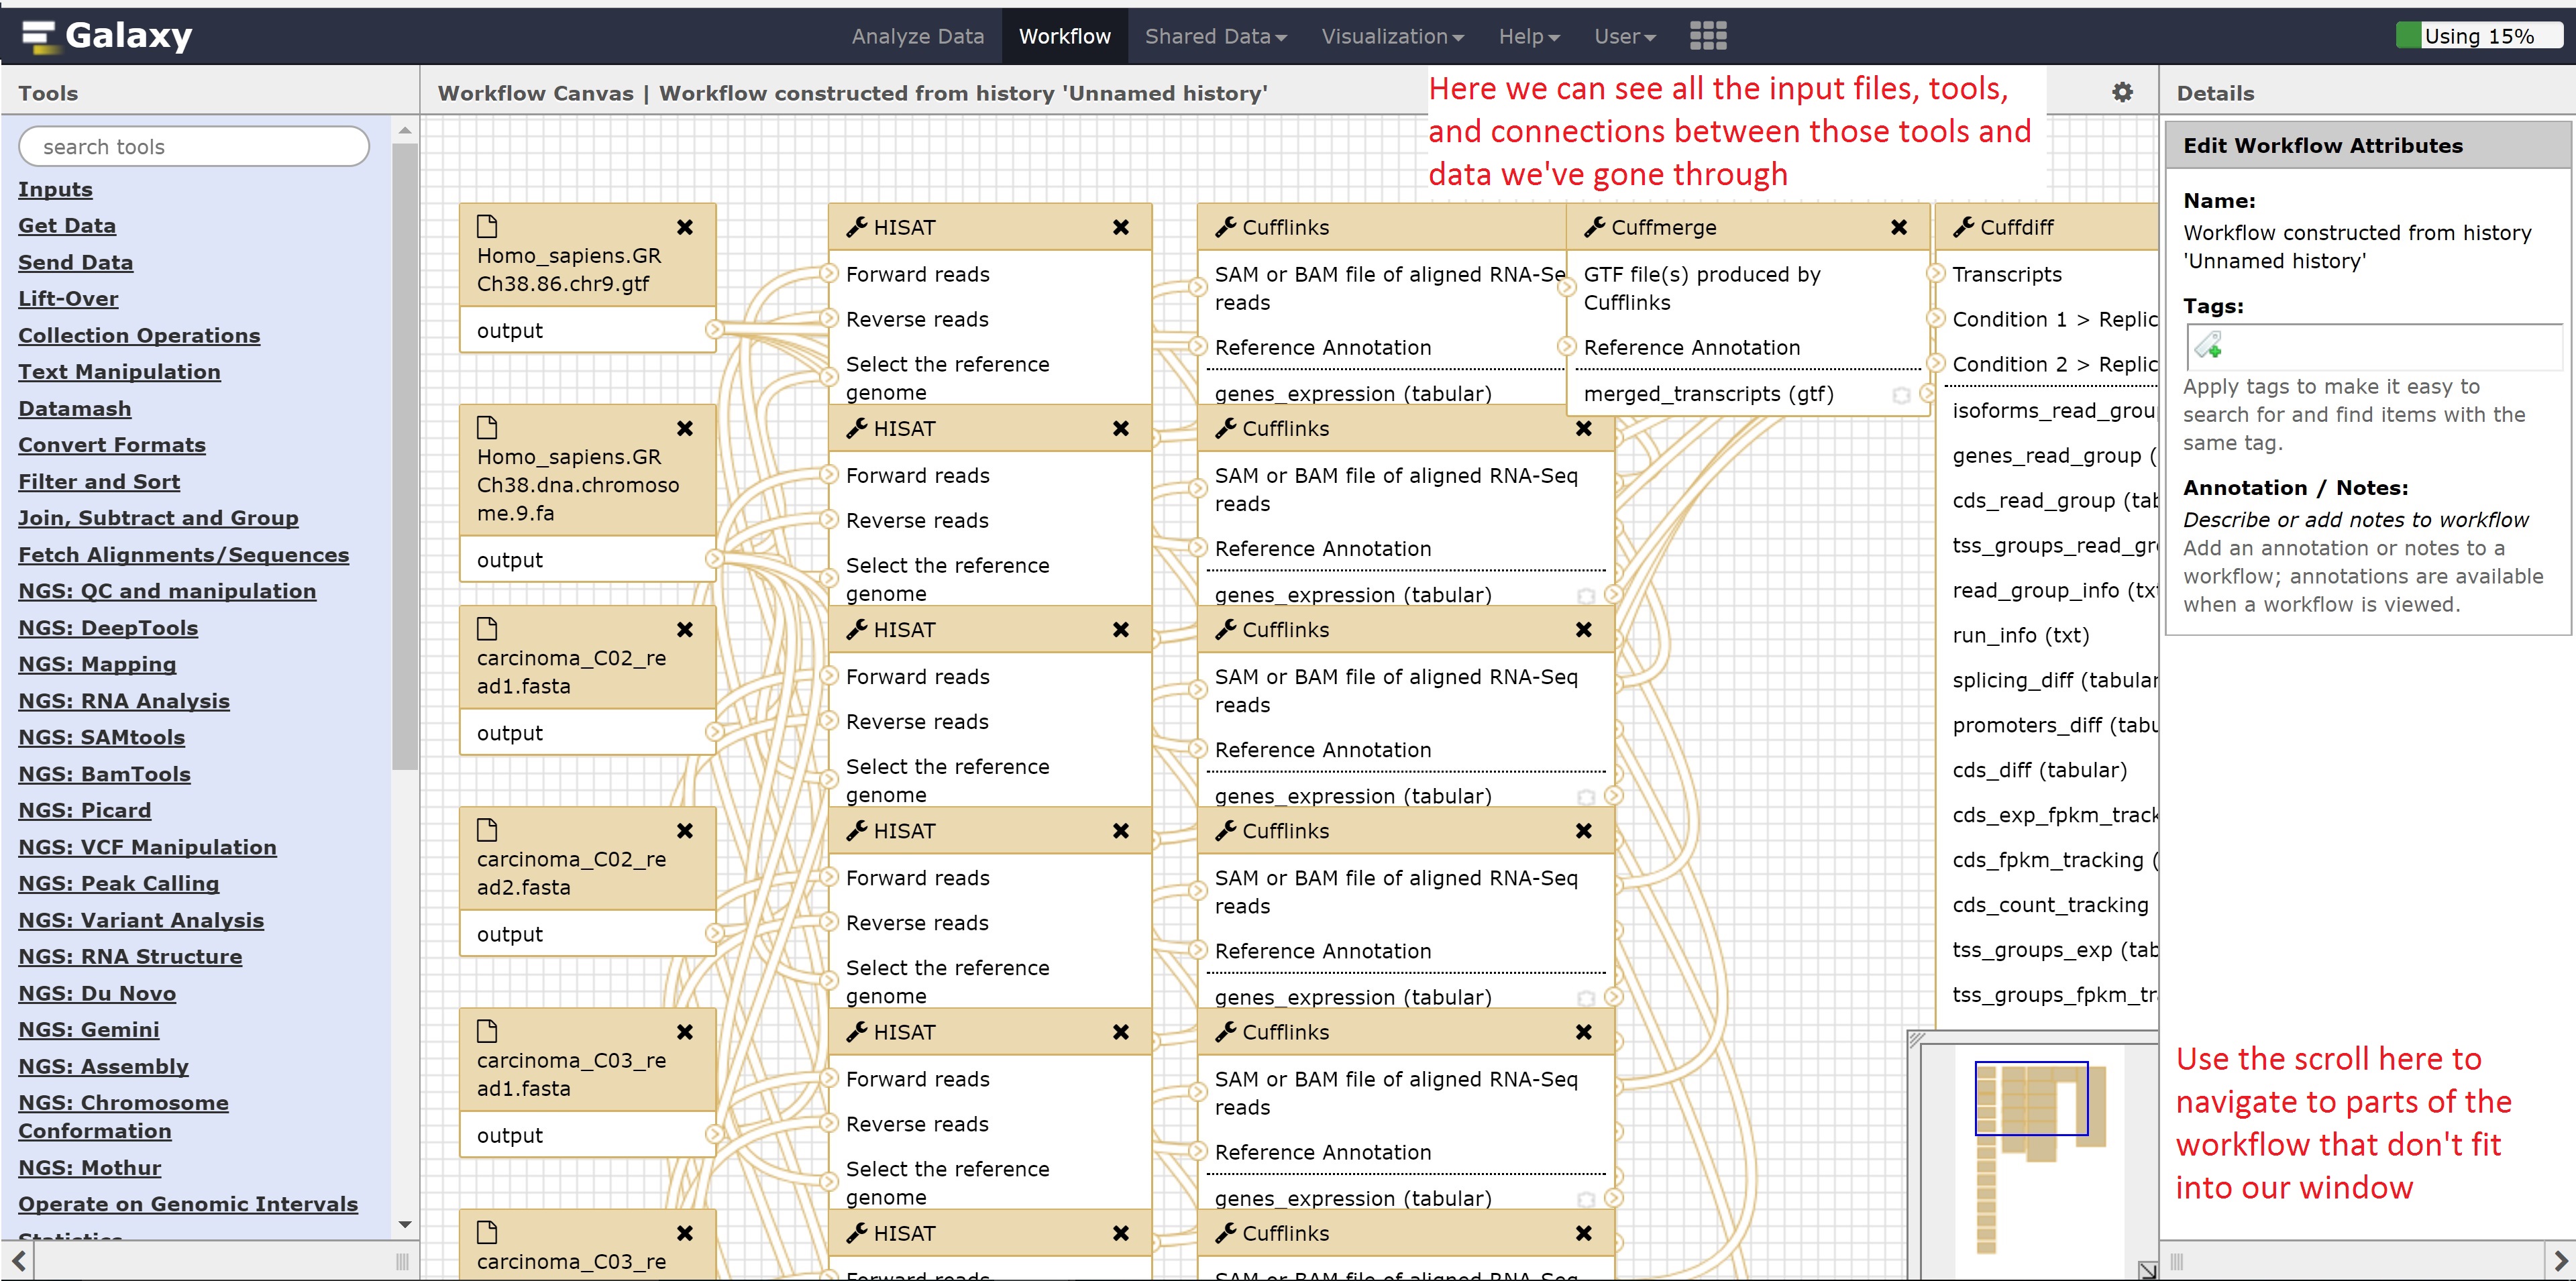 Galaxy
Analyze Data
Workflow
Shared Data
Visualization
Help
User
Using 15%
Tools
search tools
Inputs
Get Data
Send Data
Lift-Over
Collection Operations
Text Manipulation
Datamash
Convert Formats
Filter and Sort
Join, Subtract and Group
Fetch Alignments/Sequences
NGS: QC and manipulation
NGS: DeepTools
NGS: Mapping
NGS: RNA Analysis
NGS: SAMtools
NGS: BamTools
NGS: Picard
NGS: VCF Manipulation
NGS: Peak Calling
NGS: Variant Analysis
NGS: RNA Structure
NGS: Du Novo
NGS: Gemini
NGS: Assembly
NGS: Chromosome
Conformation
NGS: Mothur
Operate on Genomic Intervals
Statistics
Workflow Canvas | Workflow constructed from history 'Unnamed history'
Here we can see all the input files, tools,
and connections between those tools and
data we've gone through
Homo_sapiens.GR
Ch38.86.chr9.gtf
output
Homo_sapiens.GR
Ch38.dna.chromoso
me.9.fa
output
carcinoma_C02_re
ad1.fasta
output
carcinoma_C02_re
ad2.fasta
output
carcinoma_C03_re
ad1.fasta
output
carcinoma_C03_re
HISAT
Forward reads
Reverse reads
Select the reference
genome
HISAT
Forward reads
Reverse reads
Select the reference
genome
HISAT
Forward reads
Reverse reads
Select the reference
genome
HISAT
Forward reads
Reverse reads
Select the reference
genome
HISAT
Forward reads
Reverse reads
Select the reference
genome
HISAT
Forward reads
Cufflinks
SAM or BAM file of aligned RNA-Se
reads
Reference Annotation
genes_expression (tabular)
Cufflinks
SAM or BAM file of aligned RNA-Seq
reads
Reference Annotation
genes_expression (tabular)
Cufflinks
SAM or BAM file of aligned RNA-Seq
reads
Reference Annotation
genes_expression (tabular)
Cufflinks
SAM or BAM file of aligned RNA-Seq
reads
Reference Annotation
genes_expression (tabular)
Cufflinks
SAM or BAM file of aligned RNA-Seq
reads
Reference Annotation
genes_expression (tabular)
Cufflinks
SAM or BAM file of aligned RNA-Seq
Cuffmerge
GTF file(s) produced by
Cufflinks
Reference Annotation
merged_transcripts (gtf)
Cuffdiff
Transcripts
Condition 1 > Replic
Condition 2 > Replic
isoforms_read_grou
genes_read_group (
cds_read_group (tab
tss_groups_read_gr
read_group_info (txt
run_info (txt)
splicing_diff (tabular
promoters_diff (tabu
cds_diff (tabular)
cds_exp_fpkm_track
cds_fpkm_tracking (
cds_count_tracking
tss_groups_exp (tab
tss_groups_fpkm_tr
Details
Edit Workflow Attributes
Name:
Workflow constructed from history
'Unnamed history'
Tags:
Apply tags to make it easy to
search for and find items with the
same tag.
Annotation / Notes:
Describe or add notes to workflow
Add an annotation or notes to a
workflow; annotations are available
when a workflow is viewed.
Use the scroll here to
navigate to parts of the
workflow that don't fit
into our window